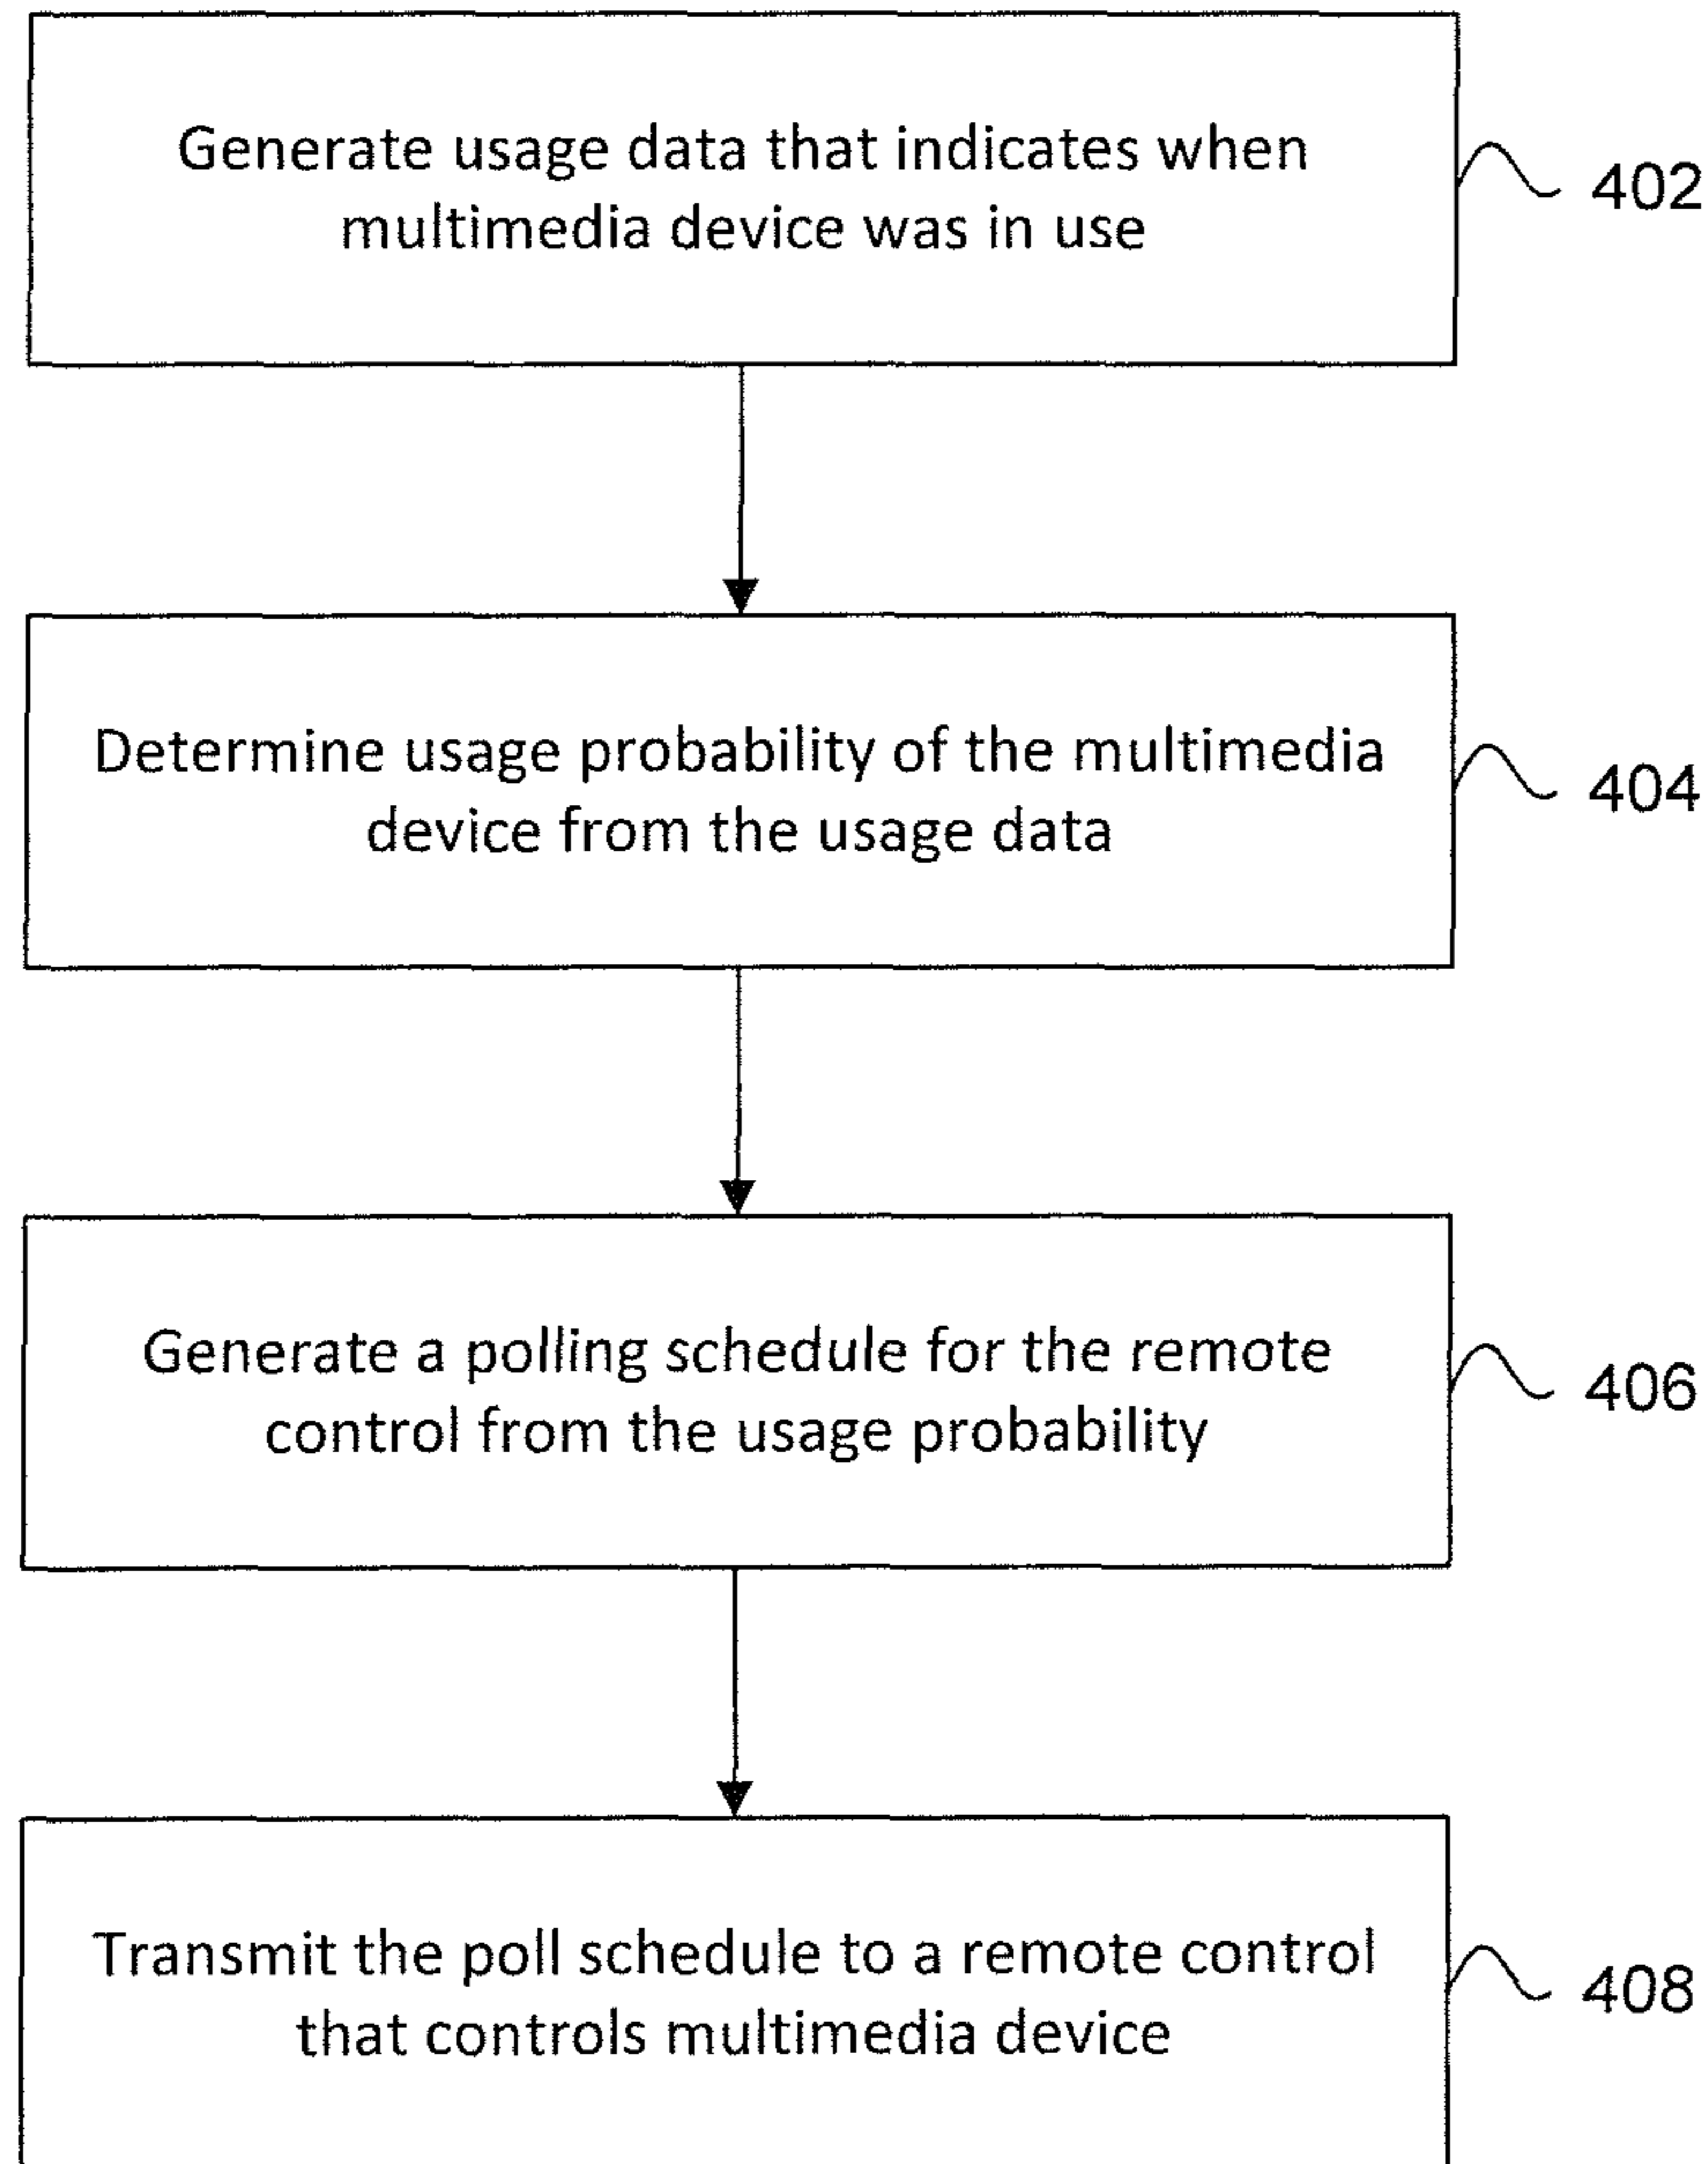 Generate usage data that indicates when
multimedia device was in use
402
Determine usage probability of the multimedia
device from the usage data
404
Generate a polling schedule for the remote
control from the usage probability
406
Transmit the poll schedule to a remote control
that controls multimedia device
408